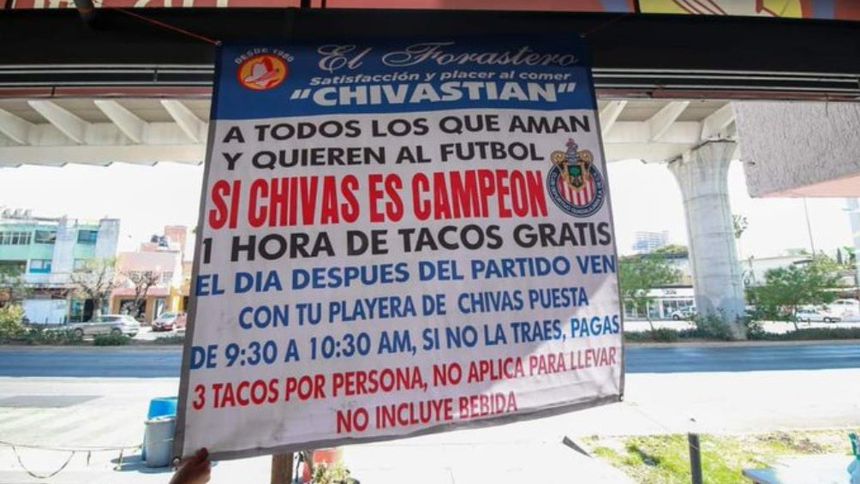 DESDE 1980
El Forastero
Satisfacción y placer al comer
"CHIVASTIAN"
A TODOS LOS QUE AMAN
Y QUIEREN AL FUTBOL
SI CHIVAS ES CAMPEON
1 HORA DE TACOS GRATIS
EL DIA DESPUES DEL PARTIDO VEN
CON TU PLAYERA DE CHIVAS PUESTA
DE 9:30 A 10:30 AM, SI NO LA TRAES, PAGAS
3 TACOS POR PERSONA, NO APLICA PARA LLEVAR
NO INCLUYE BEBIDA